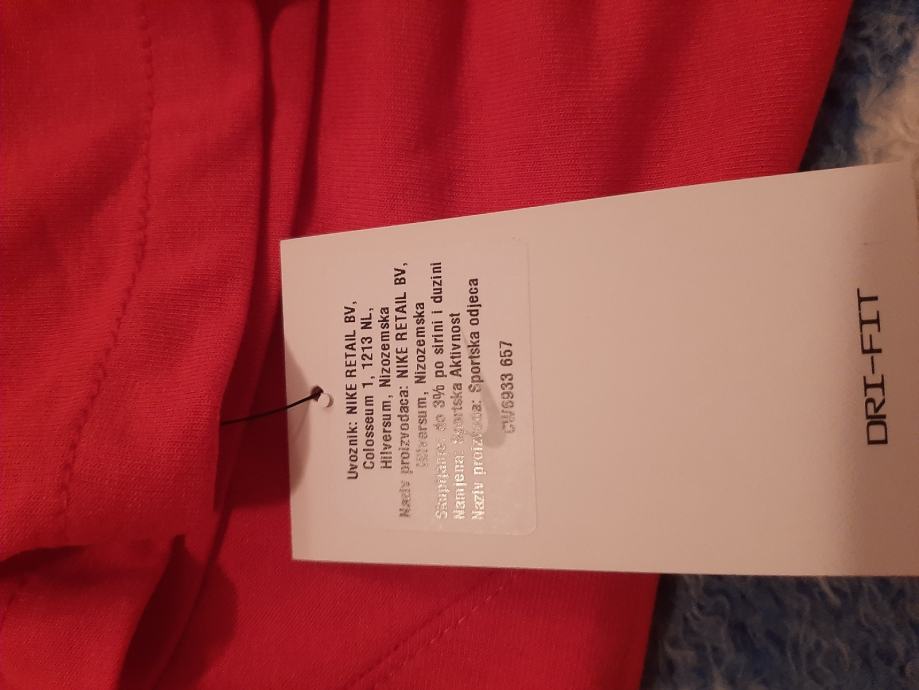 Uvoznik: NIKE RETAIL BV,
Colosseum 1, 1213 NL,
Hilversum, Nizozemska
Naziv proizvodaca: NIKE RETAIL BV,
Hilversum, Nizozemska
Skupljanje: do 3% po sirini i duzini
Namjena: Sportska Aktivnost
Naziv proizvoda: Sportska odjeca
CW6933 657
DRI-FIT